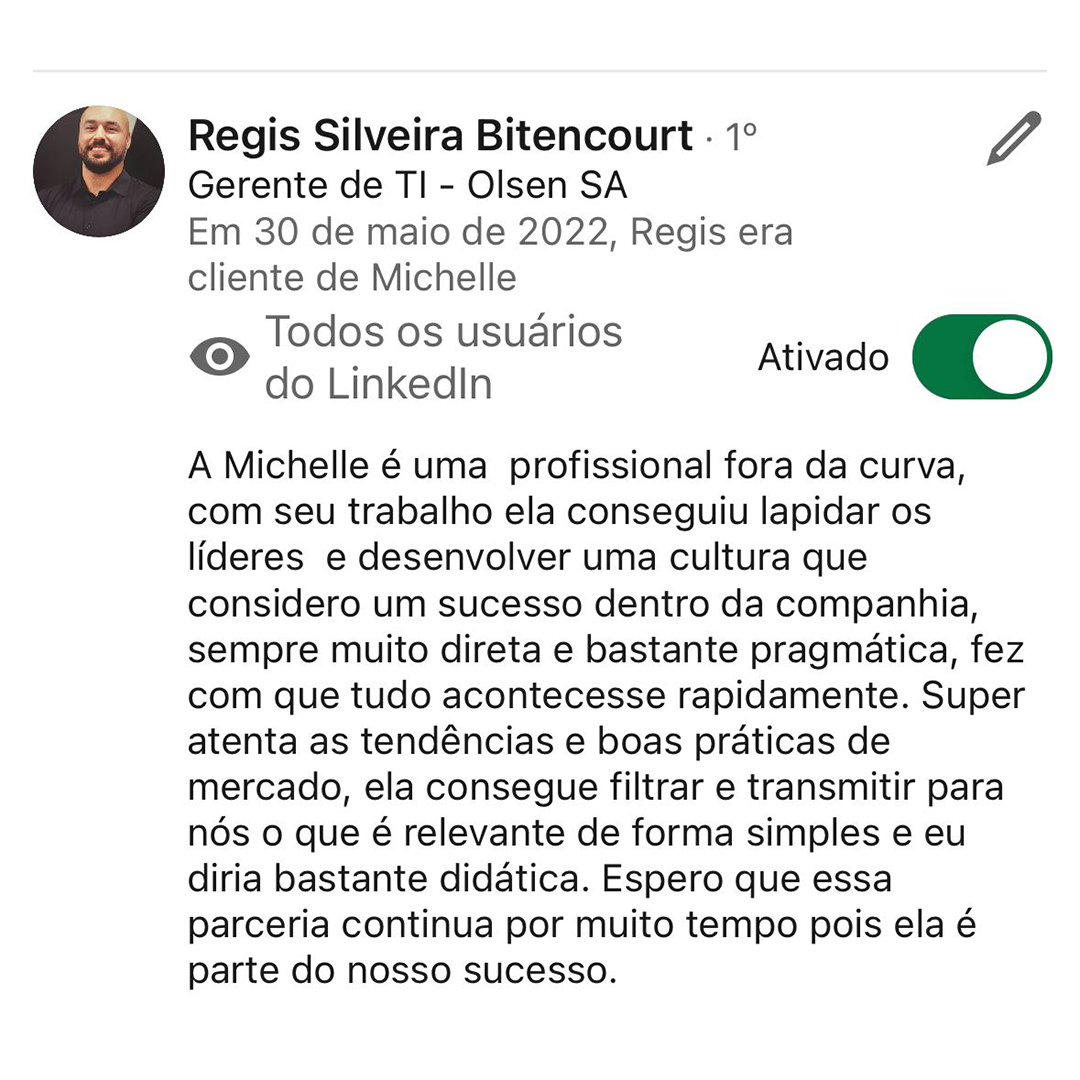 Regis Silveira Bitencourt · 1º
Gerente de TI - Olsen SA
Em 30 de maio de 2022, Regis era
cliente de Michelle
Todos os usuários
do LinkedIn
Ativado
A Michelle é uma  profissional fora da curva,
com seu trabalho ela conseguiu lapidar os
líderes  e desenvolver uma cultura que
considero um sucesso dentro da companhia,
sempre muito direta e bastante pragmática, fez
com que tudo acontecesse rapidamente. Super
atenta as tendências e boas práticas de
mercado, ela consegue filtrar e transmitir para
nós o que é relevante de forma simples e eu
diria bastante didática. Espero que essa
parceria continua por muito tempo pois ela é
parte do nosso sucesso.